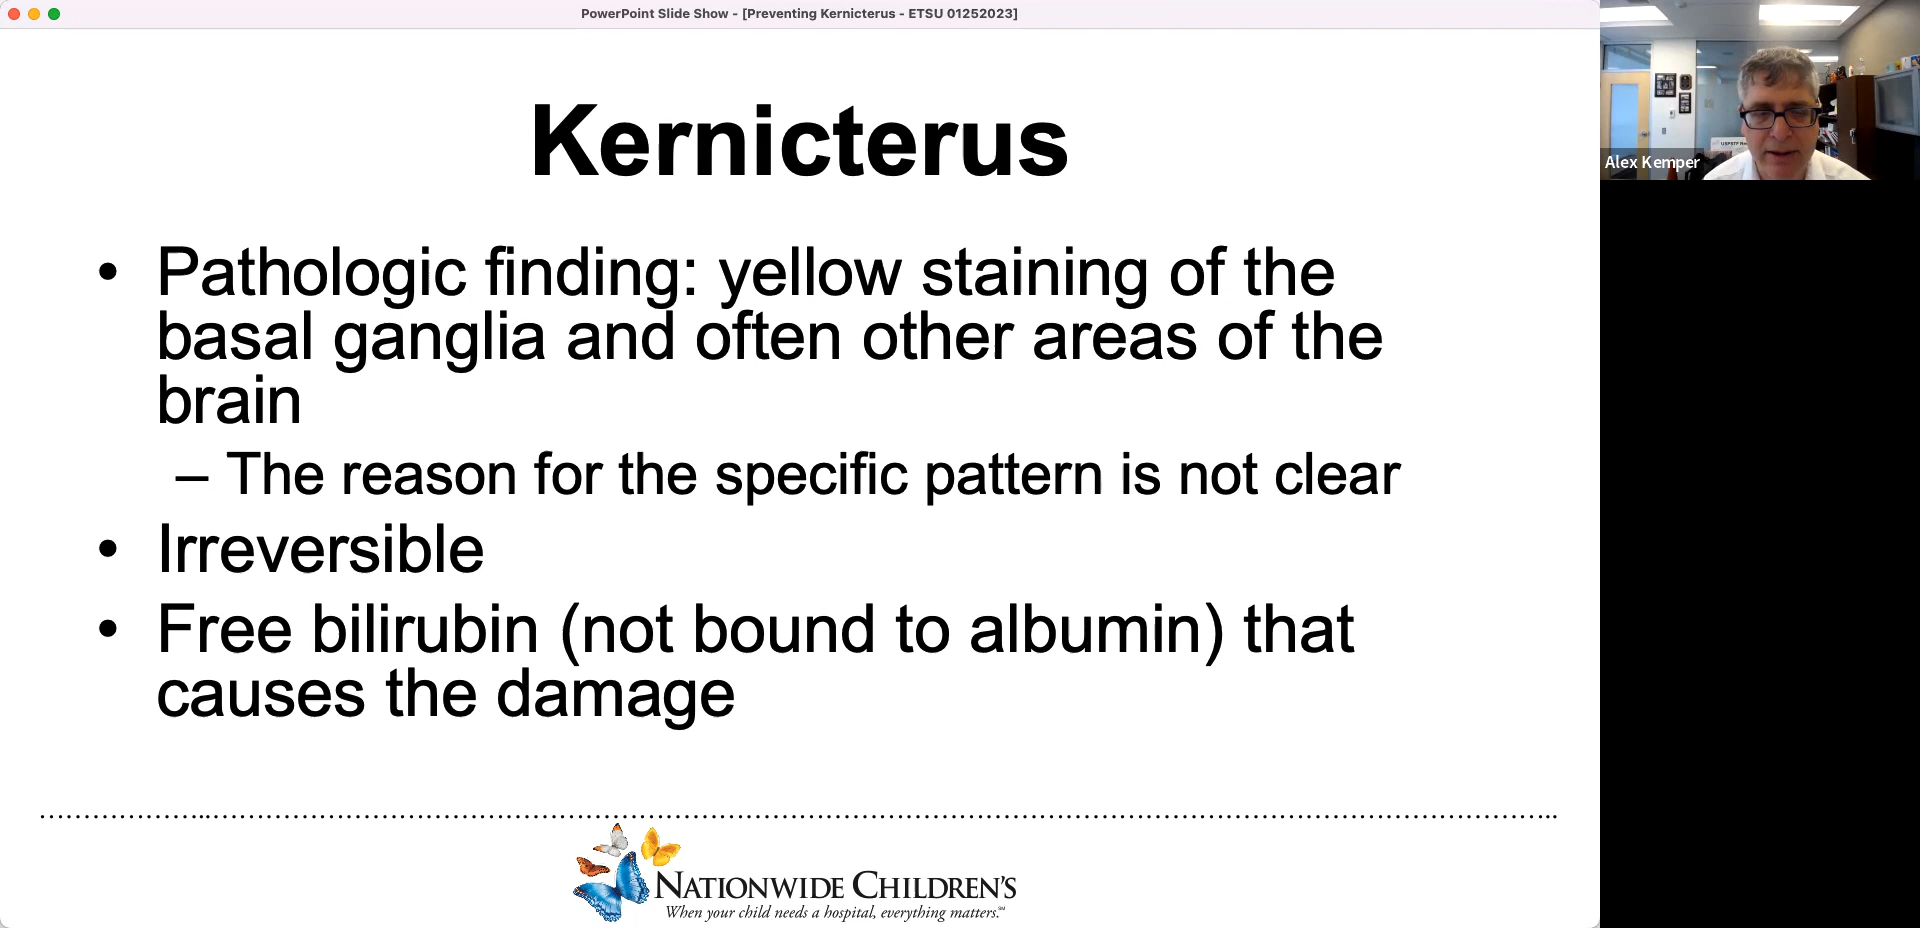 PowerPoint Slide Show - [Preventing Kernicterus - ETSU 01252023]
Kernicterus
• Pathologic finding: yellow staining of the
basal ganglia and often other areas of the
brain
– The reason for the specific pattern is not clear
• Irreversible
• Free bilirubin (not bound to albumin) that
causes the damage
NATIONWIDE CHILDREN'S
When your child needs a hospital, everything matters.℠
Alex Kemper